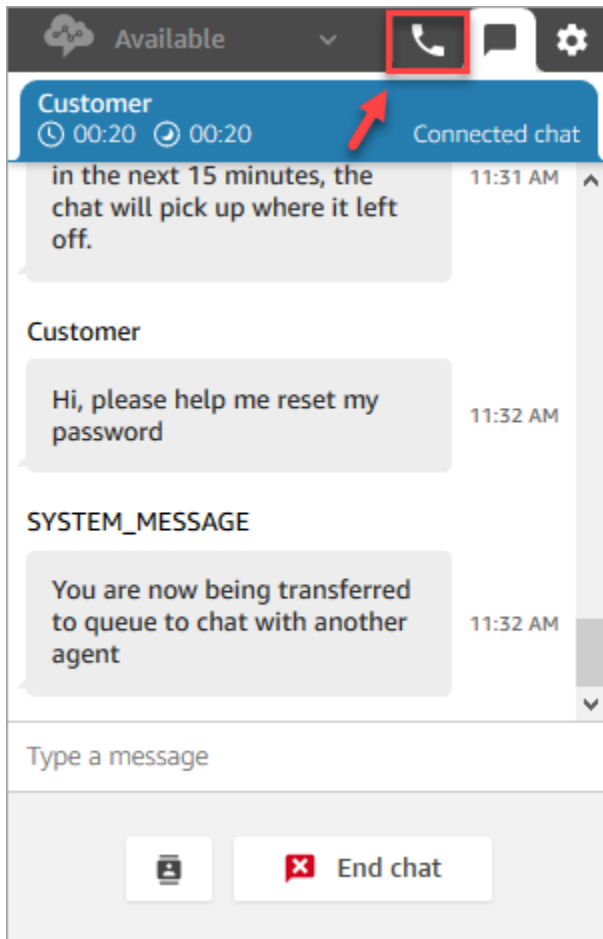 Available
Customer
00:20 00:20 Connected chat
in the next 15 minutes, the 11:31 AM
chat will pick up where it left
off.
Customer
Hi, please help me reset my
password
11:32 AM
SYSTEM_MESSAGE
You are now being transferred
to queue to chat with another
agent
11:32 AM
Type a message
End chat